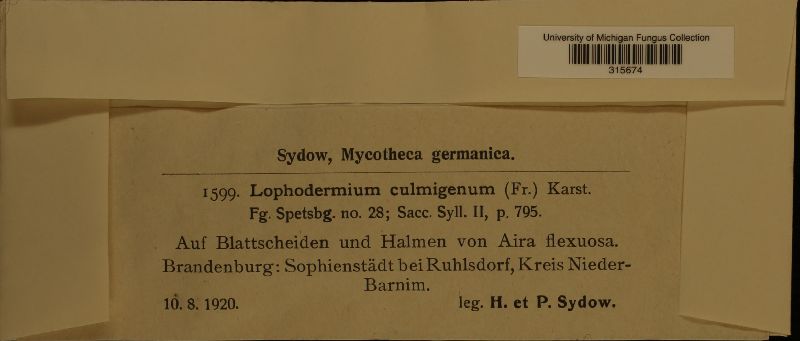 University of Michigan Fungus Collection
315674
Sydow, Mycotheca germanica.
1599. Lophodermium culmigenum (Fr.) Karst.
Fg. Spetsbg. no. 28; Sacc. Syll. II, p. 795.
Auf Blattscheiden und Halmen von Aira flexuosa.
Brandenburg: Sophienstädt bei Ruhlsdorf, Kreis Nieder-
Barnim.
10. 8. 1920. leg. H. et P. Sydow.